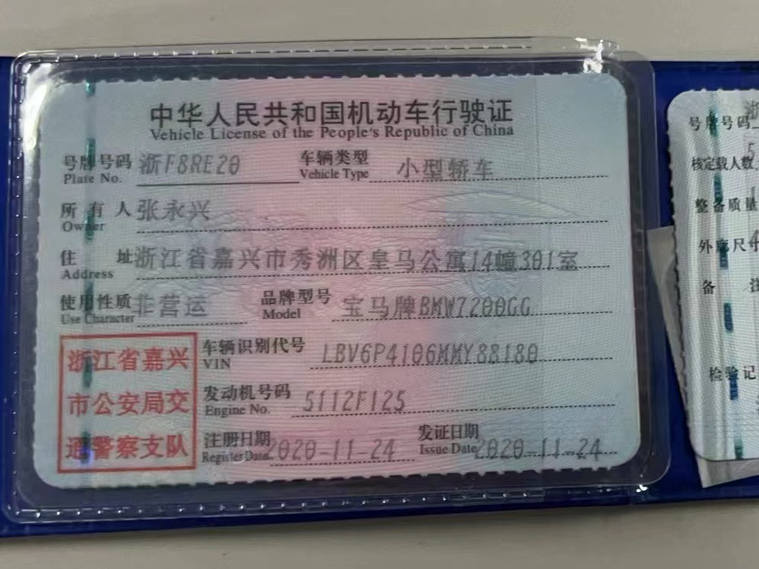 中华人民共和国机动车行驶证
Vehicle License of the People's Republic of China
号牌号码 浙F8RE20 车辆类型 小型轿车
Plate No. Vehicle Type
所有人 张永兴
Owner
住址 浙江省嘉兴市秀洲区皇马公寓14幢301室
Address
使用性质 非营运 品牌型号 宝马牌BMW7200GG
Use Character Model
浙江省嘉兴
市公安局交
通警察支队
车辆识别代号 LBV6P4106MMY88180
VIN
发动机号码 5112F125
Engine No.
注册日期 2020-11-24 发证日期 2020-11-24
Register Date Issue Date
号牌号码 浙
核定载人数 5
整备质量
外廓尺寸
备
检验记